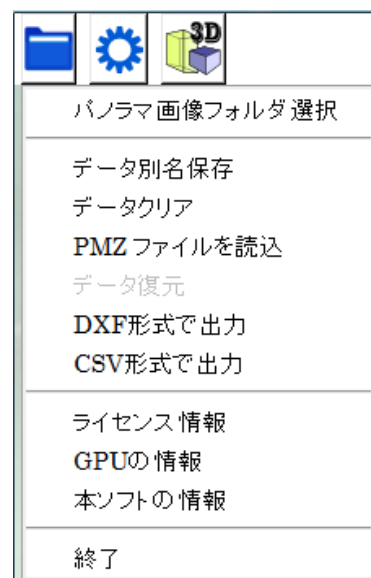 3D
パノラマ画像フォルダ選択
データ別名保存
データクリア
PMZファイルを読込
データ復元
DXF形式で出力
CSV形式で出力
ライセンス情報
GPUの情報
本ソフトの情報
終了